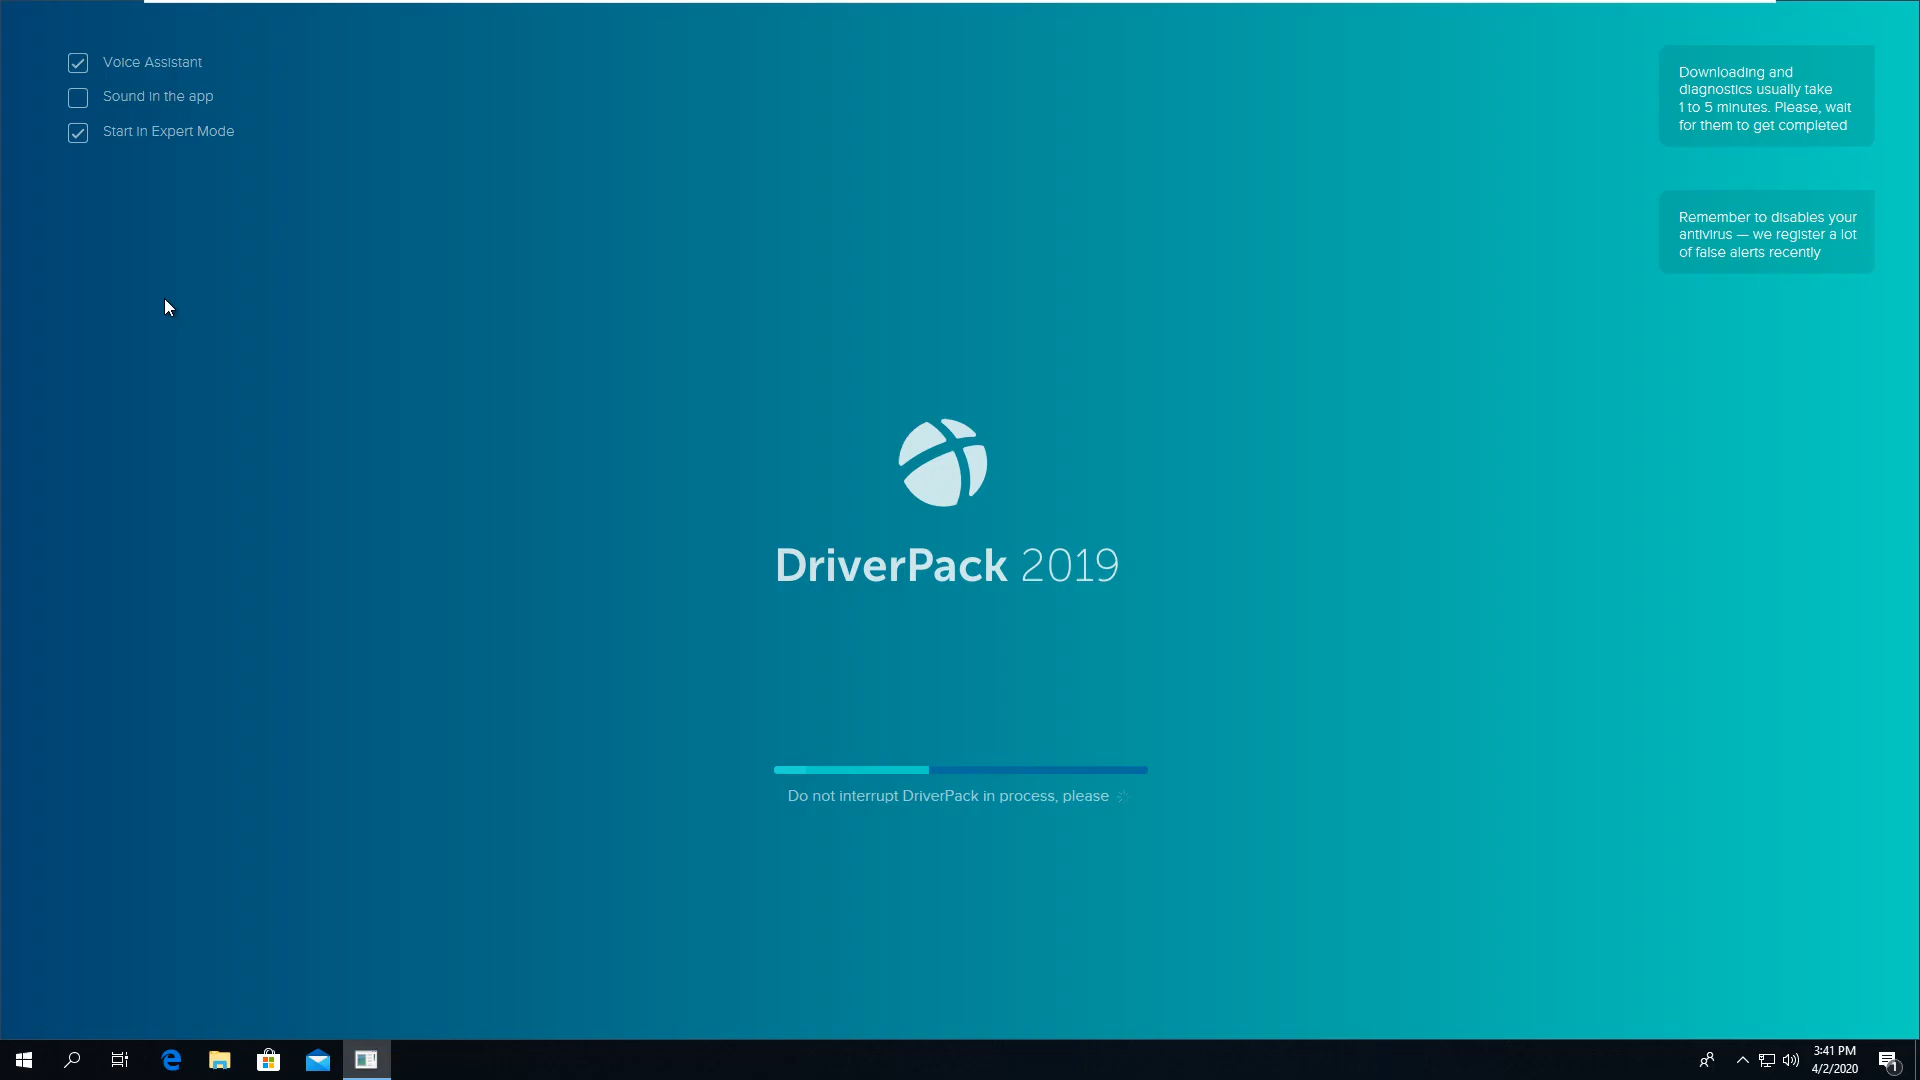 Voice Assistant
Sound in the app
Start in Expert Mode
Downloading and
diagnostics usually take
1 to 5 minutes. Please, wait
for them to get completed
Remember to disables your
antivirus — we register a lot
of false alerts recently
DriverPack 2019
Do not interrupt DriverPack in process, please
3:41 PM
4/2/2020
1